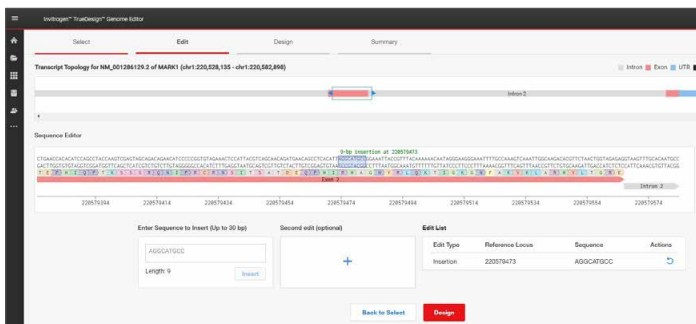 Invitrogen™ TrueDesign™ Genome Editor
Select
Edit
Design
Summary
Transcript Topology for NM_001286129.2 of MARK1 (chr1:220,528,135 - chr1:220,582,898)
Intron Exon UTR
Intron 2
Sequence Editor
9-bp insertion at 220579473
Exon 2
Intron 2
220579394 220579414 220579434 220579454 220579474 220579494 220579514 220579534 220579554 220579574
Enter Sequence to Insert (Up to 30 bp)
AGGCATGCC
Length: 9
Insert
Second edit (optional)
+
Edit List
Edit Type Reference Locus Sequence Actions
Insertion 220579473 AGGCATGCC
Back to Select
Design